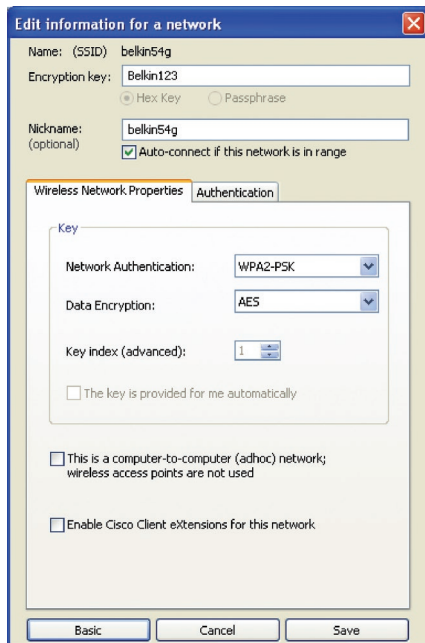 Edit information for a network
Name: (SSID) belkin54g
Encryption key: Belkin123
Hex Key Passphrase
Nickname: belkin54g
(optional)
Auto-connect if this network is in range
Wireless Network Properties Authentication
Key
Network Authentication: WPA2-PSK
Data Encryption: AES
Key index (advanced): 1
The key is provided for me automatically
This is a computer-to-computer (adhoc) network;
wireless access points are not used
Enable Cisco Client eXtensions for this network
Basic Cancel Save